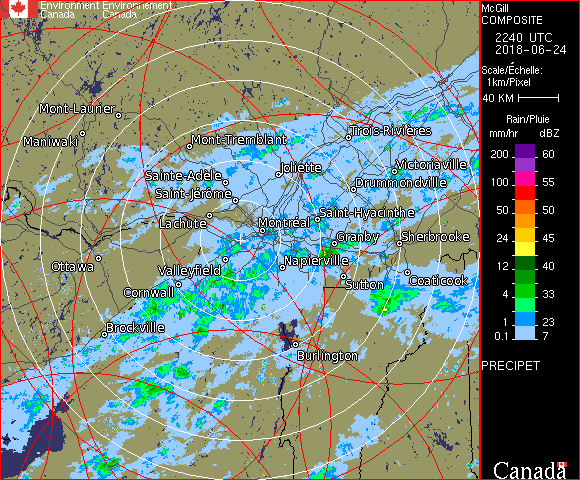 Environment Environnement
Canada Canada
McGill
COMPOSITE
2240 UTC
2018-06-24
Scale/Échelle:
1km/Pixel
40 KM
Rain/Pluie
mm/hr dBZ
200 60
100 55
50 50
24 45
12 40
4 33
1 23
0.1 7
PRECIPET
Canada
Mont-Laurier
Maniwaki
Mont-Tremblant
Trois-Rivières
Joliette
Victoriaville
Sainte-Adèle
Drummondville
Saint-Jérôme
Saint-Hyacinthe
Lachute
Montréal
Granby
Sherbrooke
Ottawa
Valleyfield
Napierville
Coaticook
Sutton
Cornwall
Brockville
Burlington